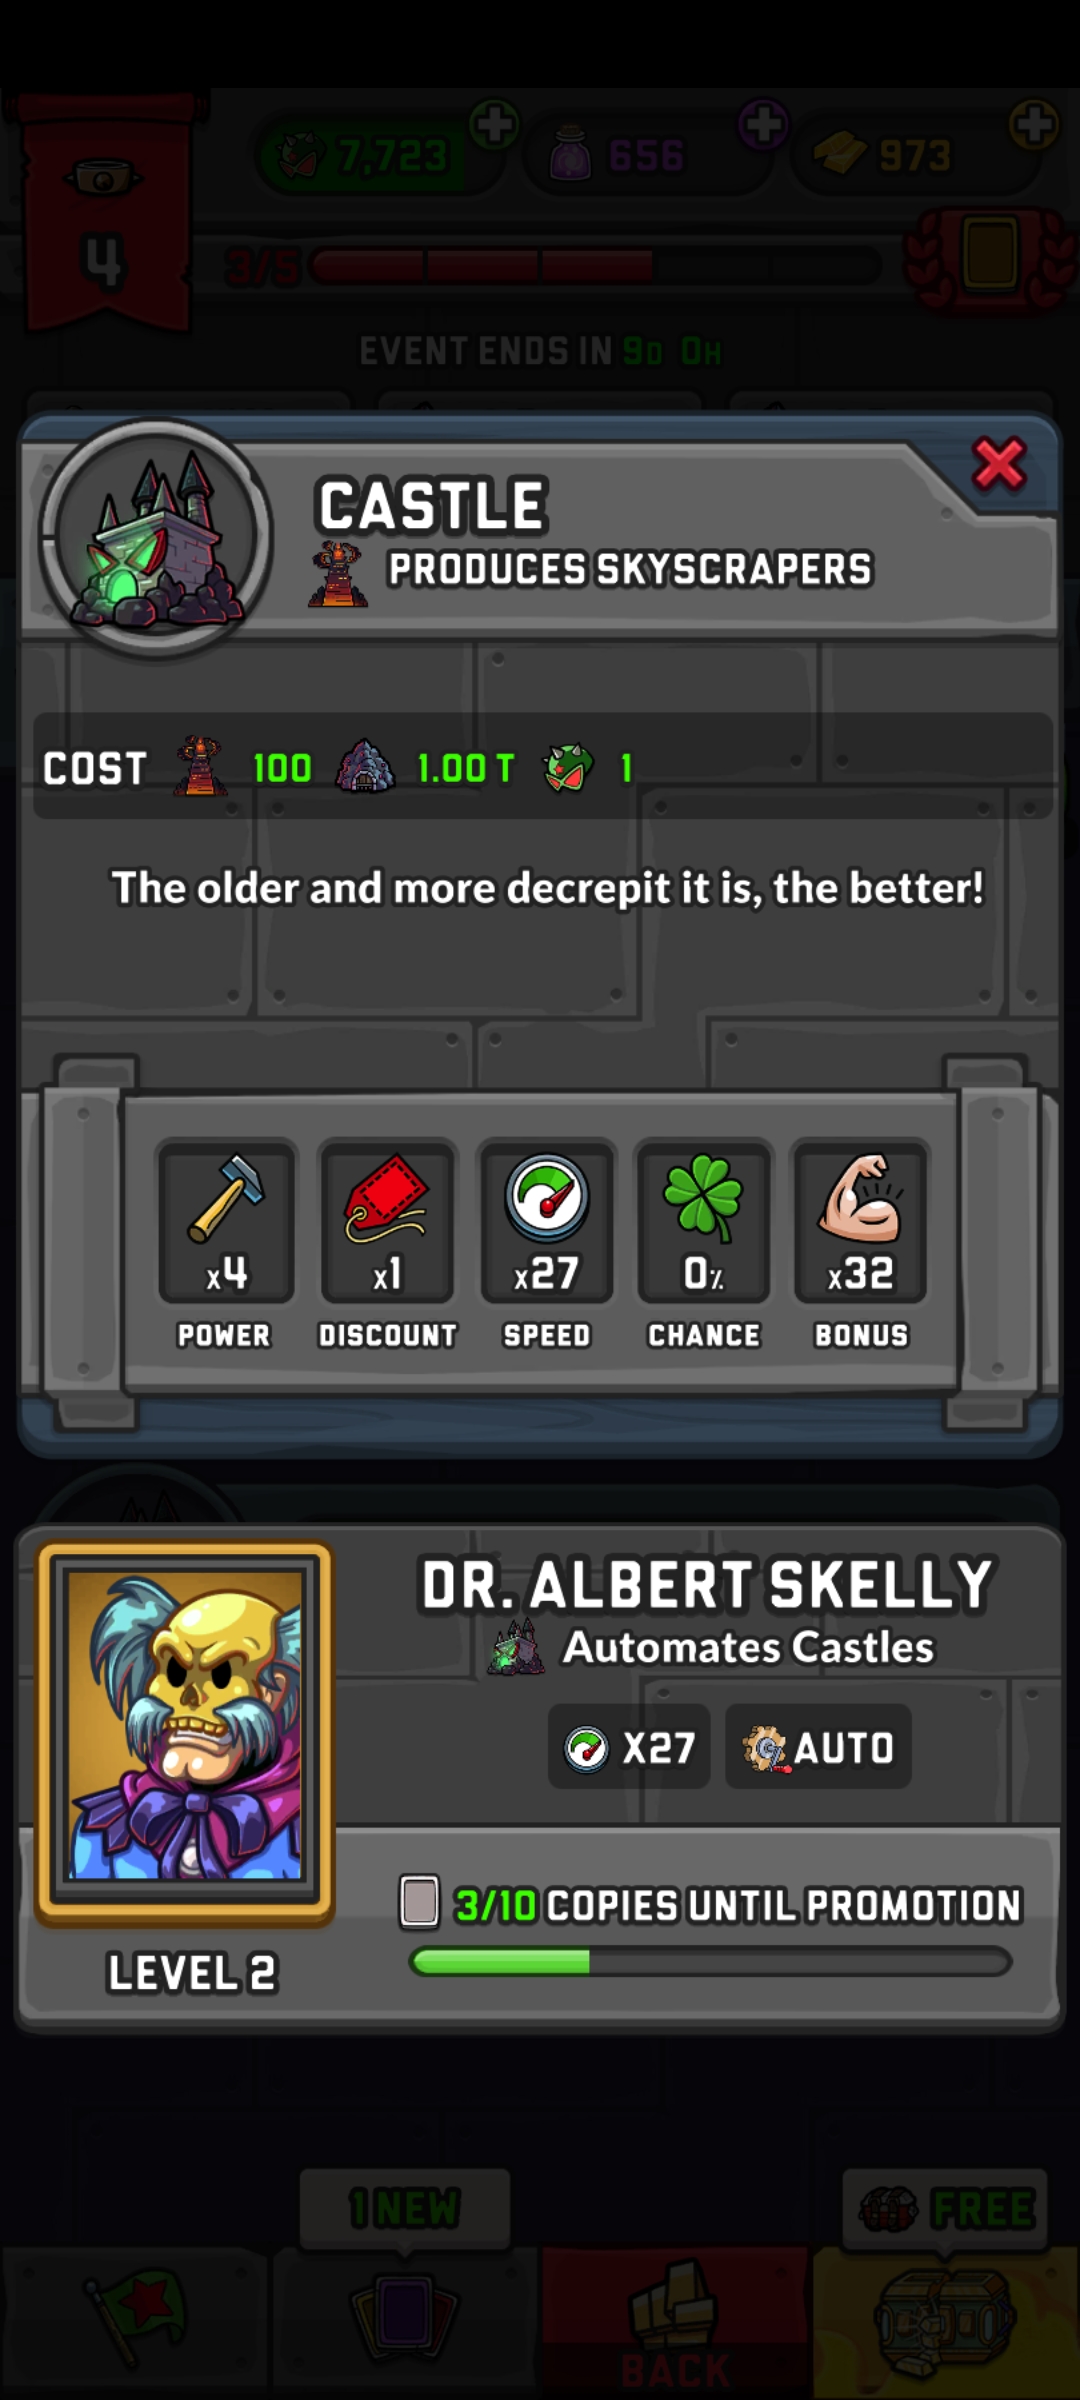 7,723
656
973
4
3/5
EVENT ENDS IN 9D 0H
CASTLE
PRODUCES SKYSCRAPERS
COST 100 1.00 T 1
The older and more decrepit it is, the better!
x4 x1 x27 0% x32
POWER DISCOUNT SPEED CHANCE BONUS
DR. ALBERT SKELLY
Automates Castles
X27 AUTO
3/10 COPIES UNTIL PROMOTION
LEVEL 2
1 NEW
FREE
BACK